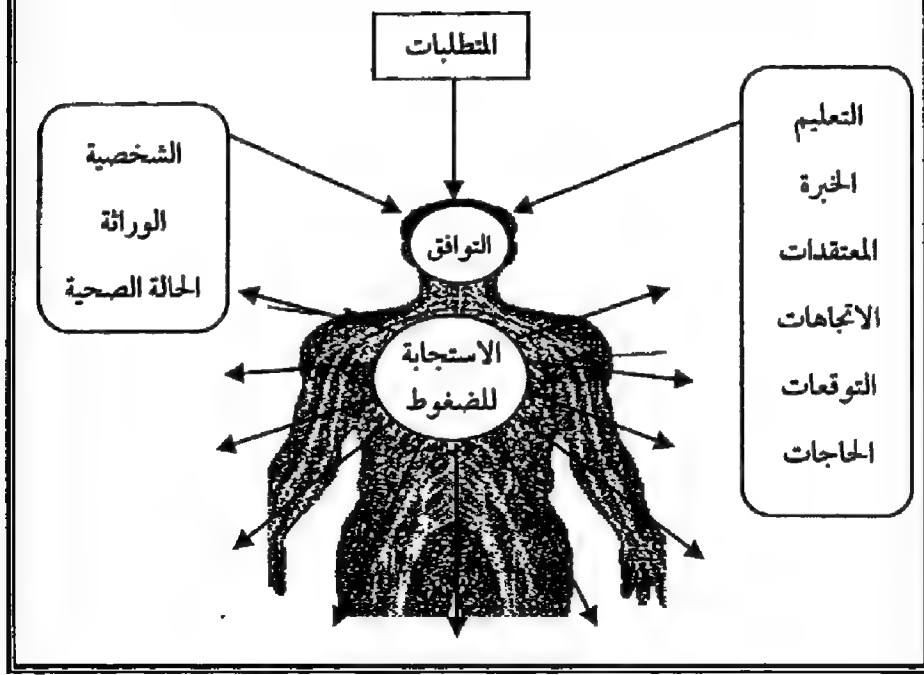 المتطلبات
التعليم
الخبرة
المعتقدات
الاتجاهات
التوقعات
الحاجات
الشخصية
الوراثة
الحالة الصحية
التوافق
الاستجابة
للضغوط